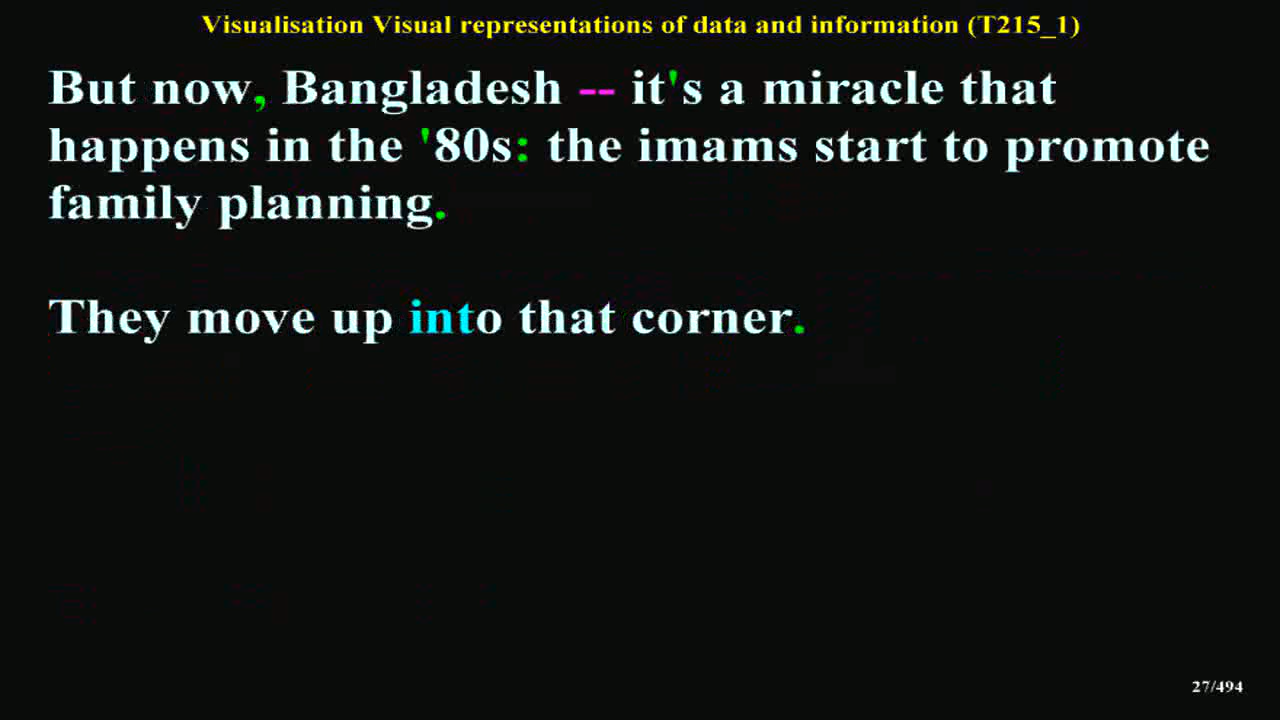 Visualisation Visual representations of data and information (T215_1)
But now, Bangladesh -- it's a miracle that
happens in the '80s: the imams start to promote
family planning.
They move up into that corner.
27/494